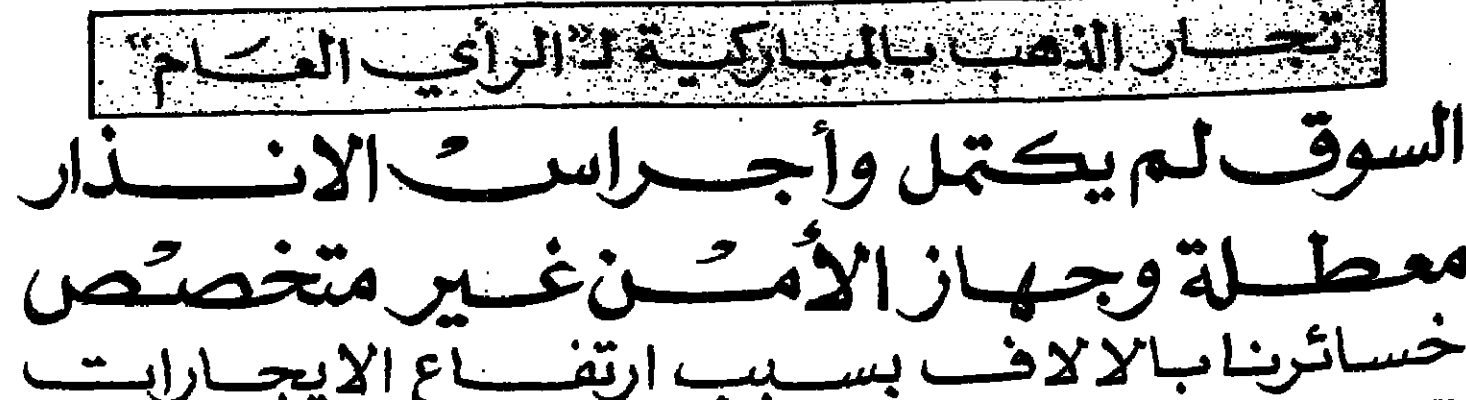 تجار الذهب بالمباركية لـ "الرأي العام"
السوق لم يكتمل وأجراس الانذار
معطلة وجهاز الأمن غير متخصص
خسائرنا بالالاف بسبب ارتفاع الايجارات